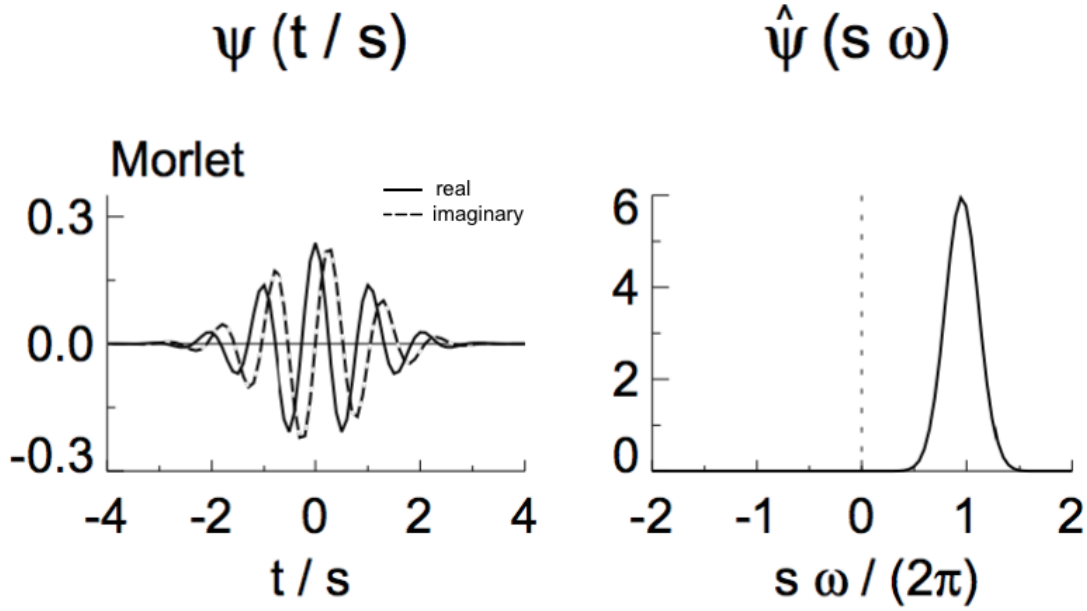 ψ (t / s)
ψ̂ (s ω)
Morlet
real
imaginary
0.3
0.0
-0.3
-4 -2 0 2 4
t / s
6
4
2
0
-2 -1 0 1 2
s ω / (2π)